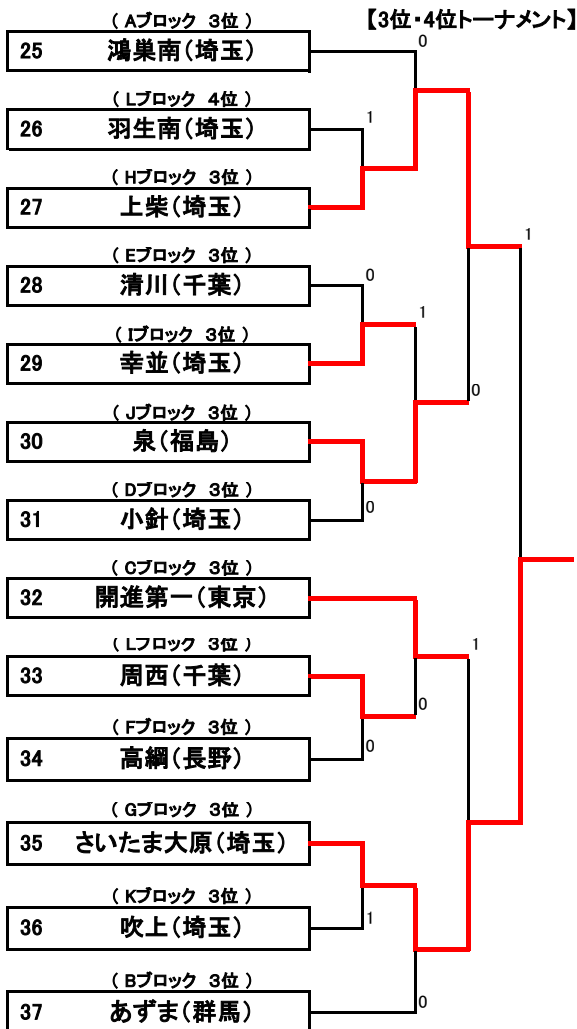 【3位・4位トーナメント】
( Aブロック 3位 )
25 鴻巣南(埼玉)
0
( Lブロック 4位 )
26 羽生南(埼玉)
1
( Hブロック 3位 )
27 上柴(埼玉)
1
( Eブロック 3位 )
28 清川(千葉)
0
( Iブロック 3位 )
29 幸並(埼玉)
1
( Jブロック 3位 )
30 泉(福島)
0
( Dブロック 3位 )
31 小針(埼玉)
0
( Cブロック 3位 )
32 開進第一(東京)
( Lフロック 3位 )
33 周西(千葉)
1
0
( Fブロック 3位 )
34 高綱(長野)
0
( Gブロック 3位 )
35 さいたま大原(埼玉)
( Kブロック 3位 )
36 吹上(埼玉)
1
( Bブロック 3位 )
37 あずま(群馬)
0